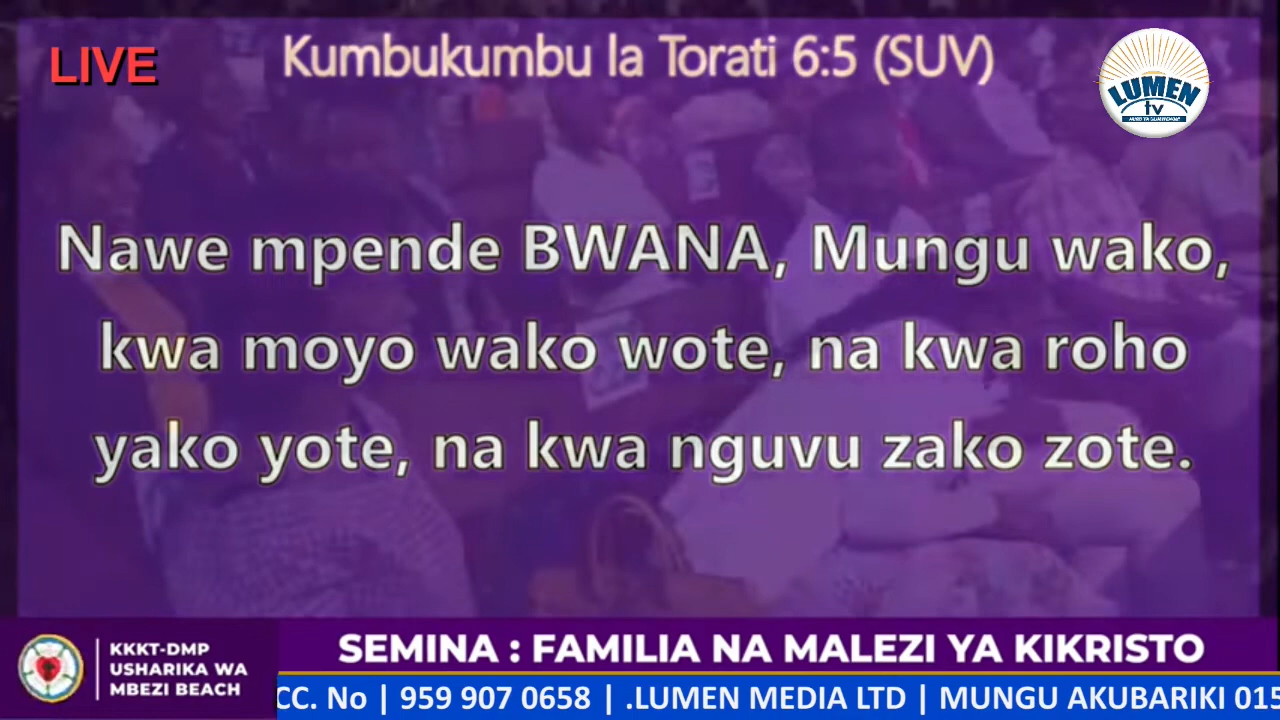 LIVE
Kumbukumbu la Torati 6:5 (SUV)
LUMEN
tv
Nawe mpende BWANA, Mungu wako,
kwa moyo wako wote, na kwa roho
yako yote, na kwa nguvu zako zote.
KKKT-DMP
USHARIKA WA
MBEZI BEACH
SEMINA : FAMILIA NA MALEZI YA KIKRISTO
CC. No | 959 907 0658 | .LUMEN MEDIA LTD | MUNGU AKUBARIKI 015